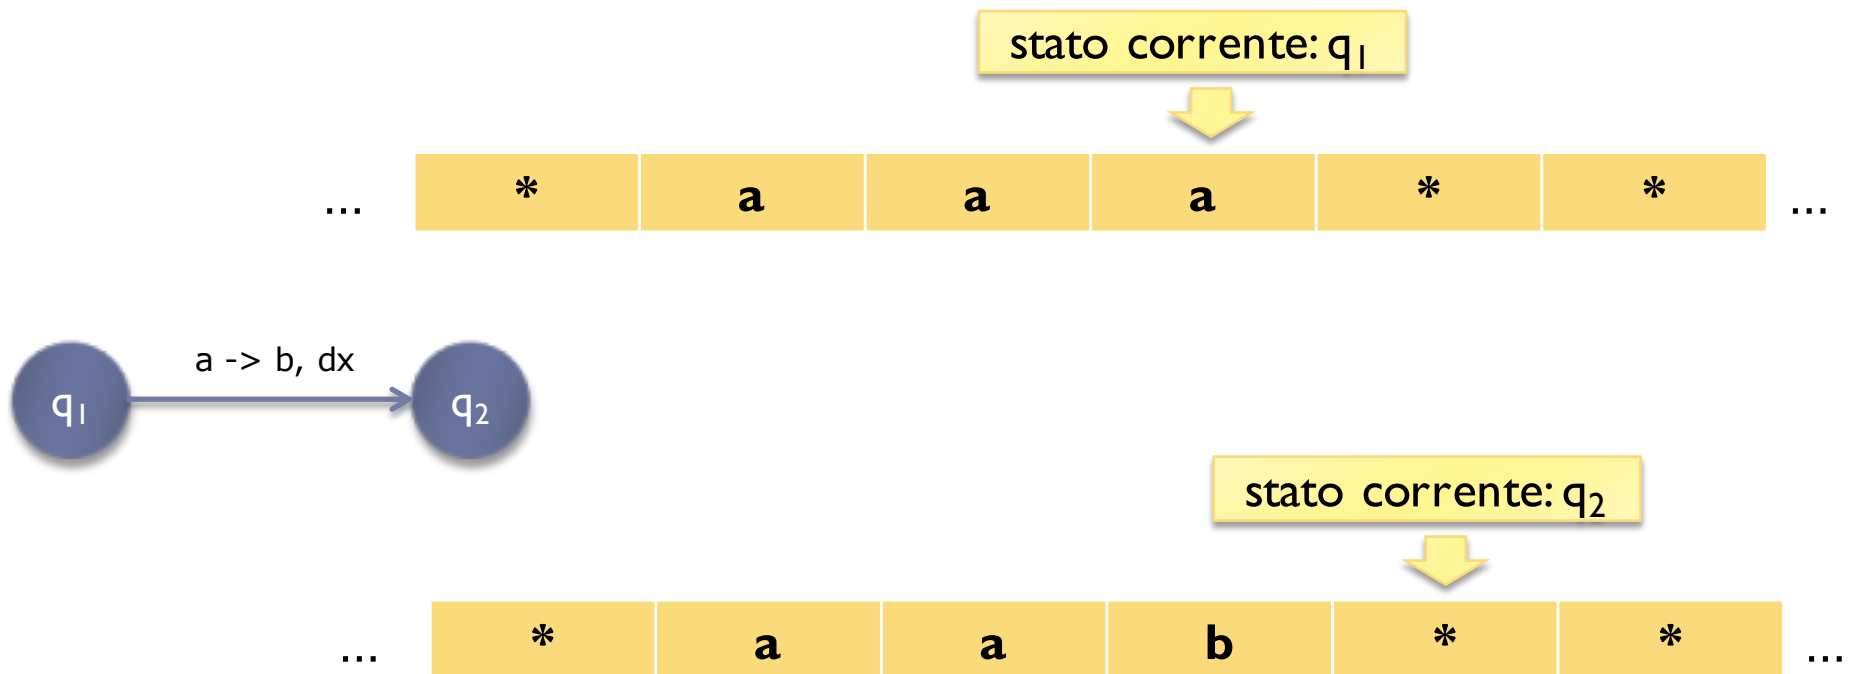 stato corrente: q1
... * a a a * * ...
a -> b, dx
q1 q2
stato corrente: q2
... * a a b * * ...